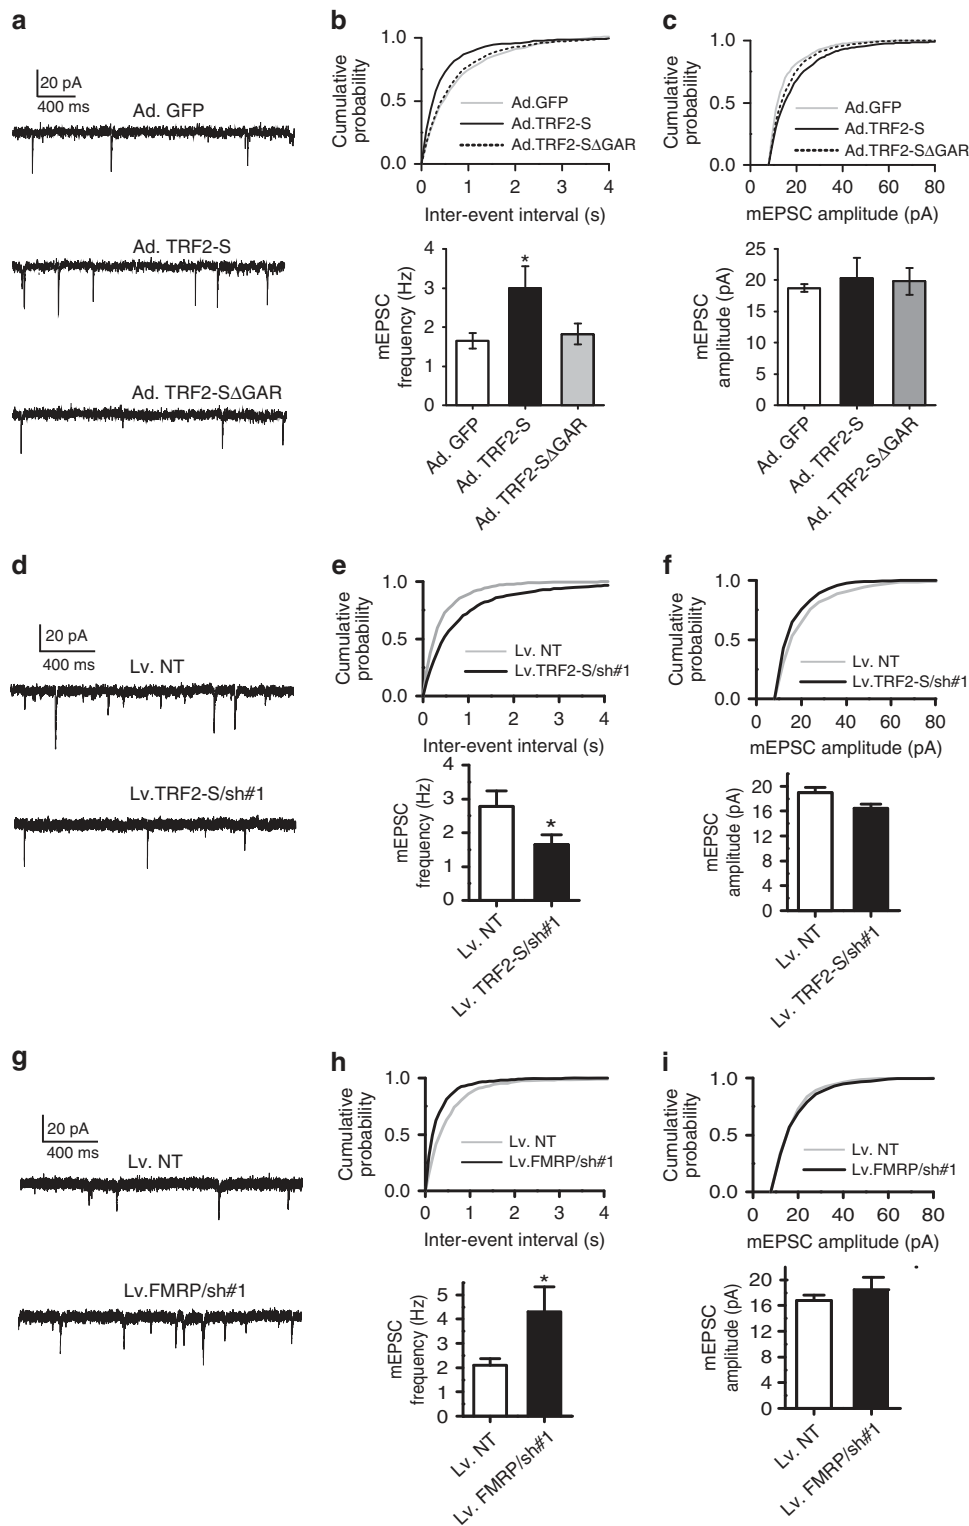 a
20 pA
400 ms
Ad. GFP
Ad. TRF2-S
Ad. TRF2-SΔGAR
b
Cumulative
probability
1.0
0.5
0.0
Ad.GFP
Ad.TRF2-S
Ad.TRF2-SΔGAR
0 1 2 3 4
Inter-event interval (s)
mEPSC
frequency (Hz)
4
3
2
1
0
*
Ad. GFP
Ad. TRF2-S
Ad. TRF2-SΔGAR
c
Cumulative
probability
1.0
0.5
0.0
Ad.GFP
Ad.TRF2-S
Ad.TRF2-SΔGAR
0 20 40 60 80
mEPSC amplitude (pA)
mEPSC
amplitude (pA)
25
20
15
10
5
0
Ad. GFP
Ad. TRF2-S
Ad. TRF2-SΔGAR
d
20 pA
400 ms
Lv. NT
Lv.TRF2-S/sh#1
e
Cumulative
probability
1.0
0.5
0.0
Lv. NT
Lv.TRF2-S/sh#1
0 1 2 3 4
Inter-event interval (s)
mEPSC
frequency (Hz)
4
3
2
1
0
*
Lv. NT
Lv. TRF2-S/sh#1
f
Cumulative
probability
1.0
0.5
0.0
Lv. NT
Lv.TRF2-S/sh#1
0 20 40 60 80
mEPSC amplitude (pA)
mEPSC
amplitude (pA)
20
16
12
8
4
0
Lv. NT
Lv. TRF2-S/sh#1
g
20 pA
400 ms
Lv. NT
Lv.FMRP/sh#1
h
Cumulative
probability
1.0
0.5
0.0
Lv. NT
Lv.FMRP/sh#1
0 1 2 3 4
Inter-event interval (s)
mEPSC
frequency (Hz)
5
4
3
2
1
0
*
Lv. NT
Lv. FMRP/sh#1
i
Cumulative
probability
1.0
0.5
0.0
Lv. NT
Lv.FMRP/sh#1
0 20 40 60 80
mEPSC amplitude (pA)
mEPSC
amplitude (pA)
20
16
12
8
4
0
Lv. NT
Lv. FMRP/sh#1